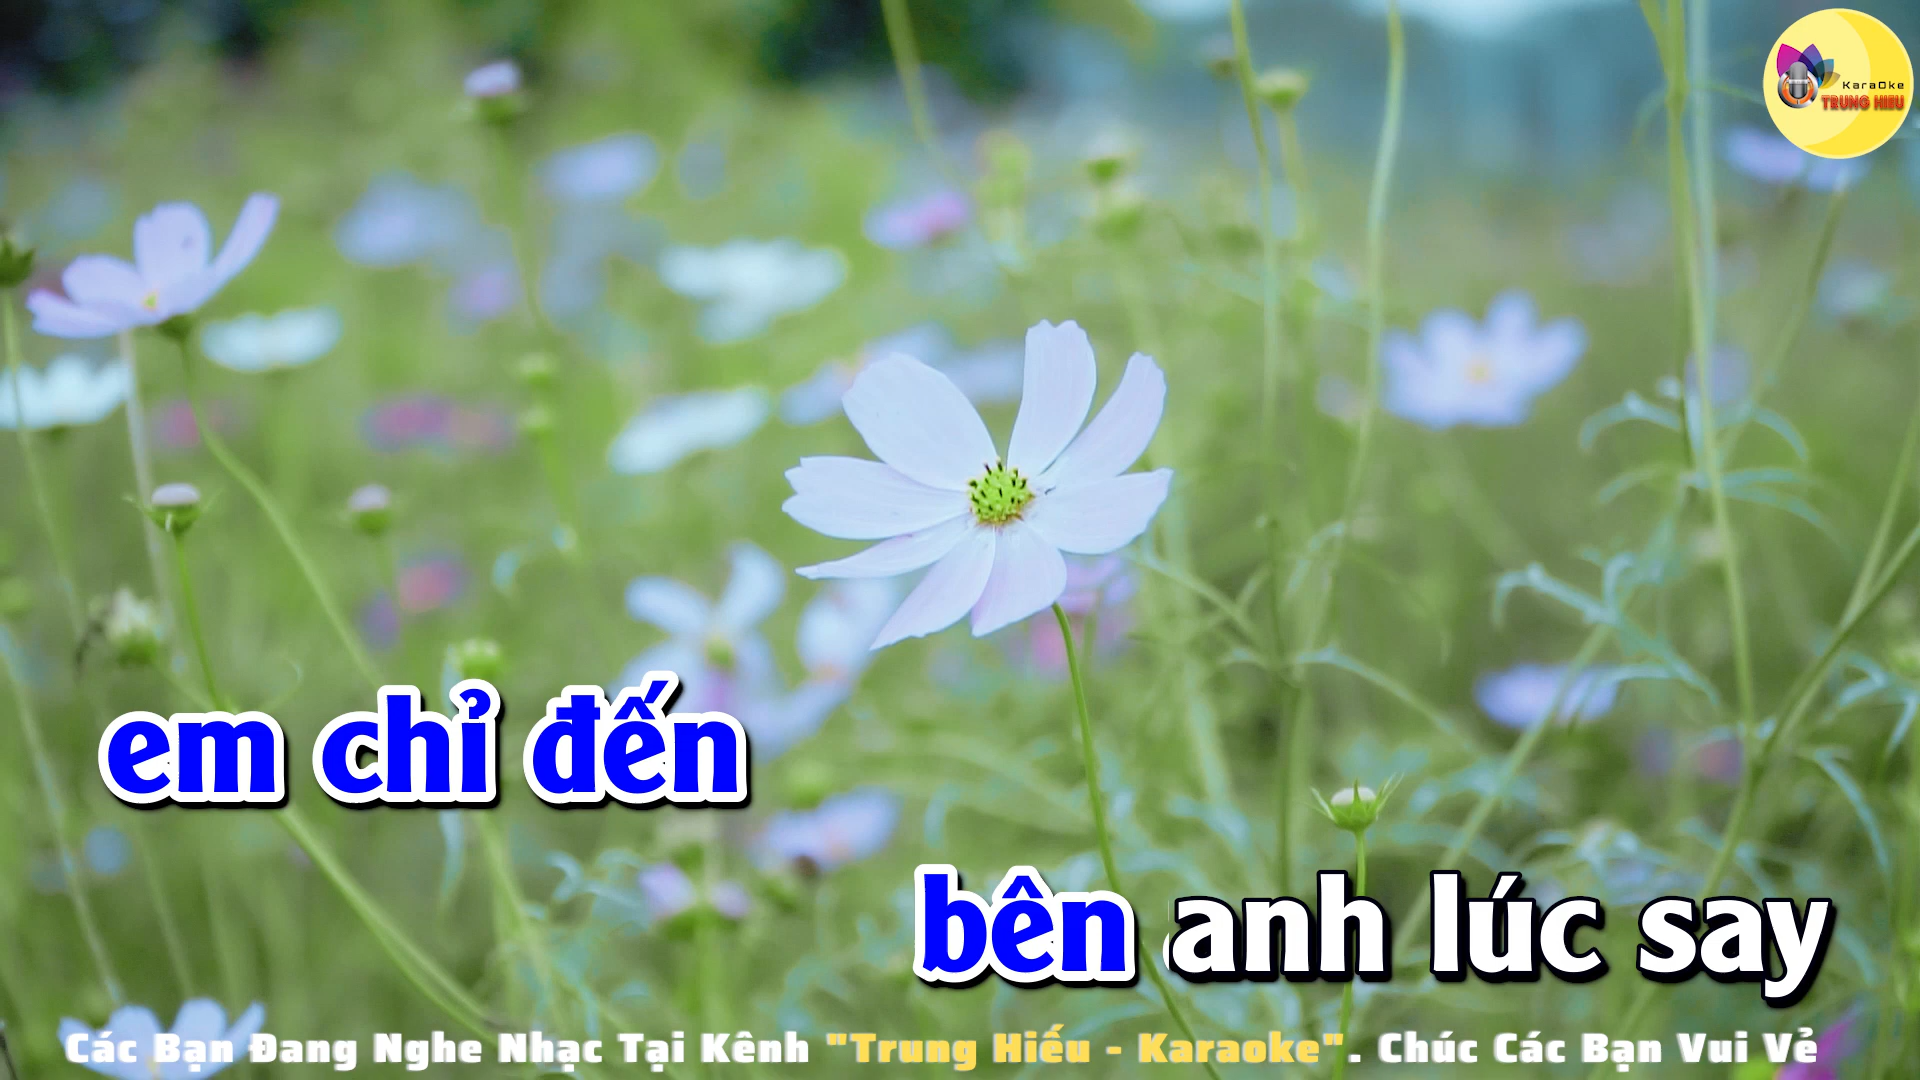 KaraOke
TRUNG HIẾU
em chỉ đến
bên anh lúc say
Các Bạn Đang Nghe Nhạc Tại Kênh "Trung Hiếu - Karaoke". Chúc Các Bạn Vui Vẻ